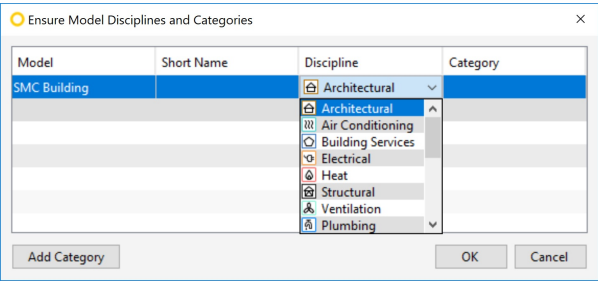 Ensure Model Disciplines and Categories
Model Short Name Discipline Category
SMC Building Architectural
Architectural
Air Conditioning
Building Services
Electrical
Heat
Structural
Ventilation
Plumbing
Add Category OK Cancel